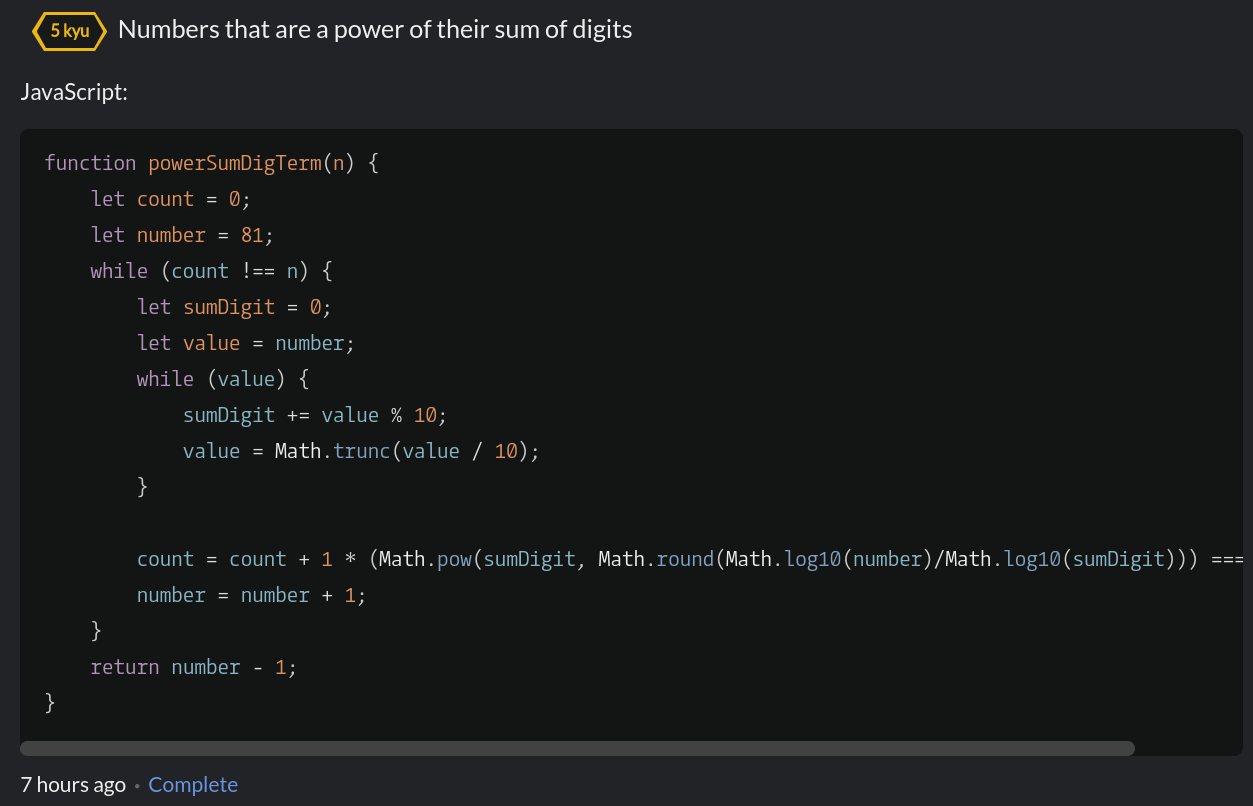 5 kyu Numbers that are a power of their sum of digits
JavaScript:
function powerSumDigTerm(n) {
    let count = 0;
    let number = 81;
    while (count !== n) {
        let sumDigit = 0;
        let value = number;
        while (value) {
            sumDigit += value % 10;
            value = Math.trunc(value / 10);
        }
        count = count + 1 * (Math.pow(sumDigit, Math.round(Math.log10(number)/Math.log10(sumDigit))) ===
        number = number + 1;
    }
    return number - 1;
}
7 hours ago • Complete